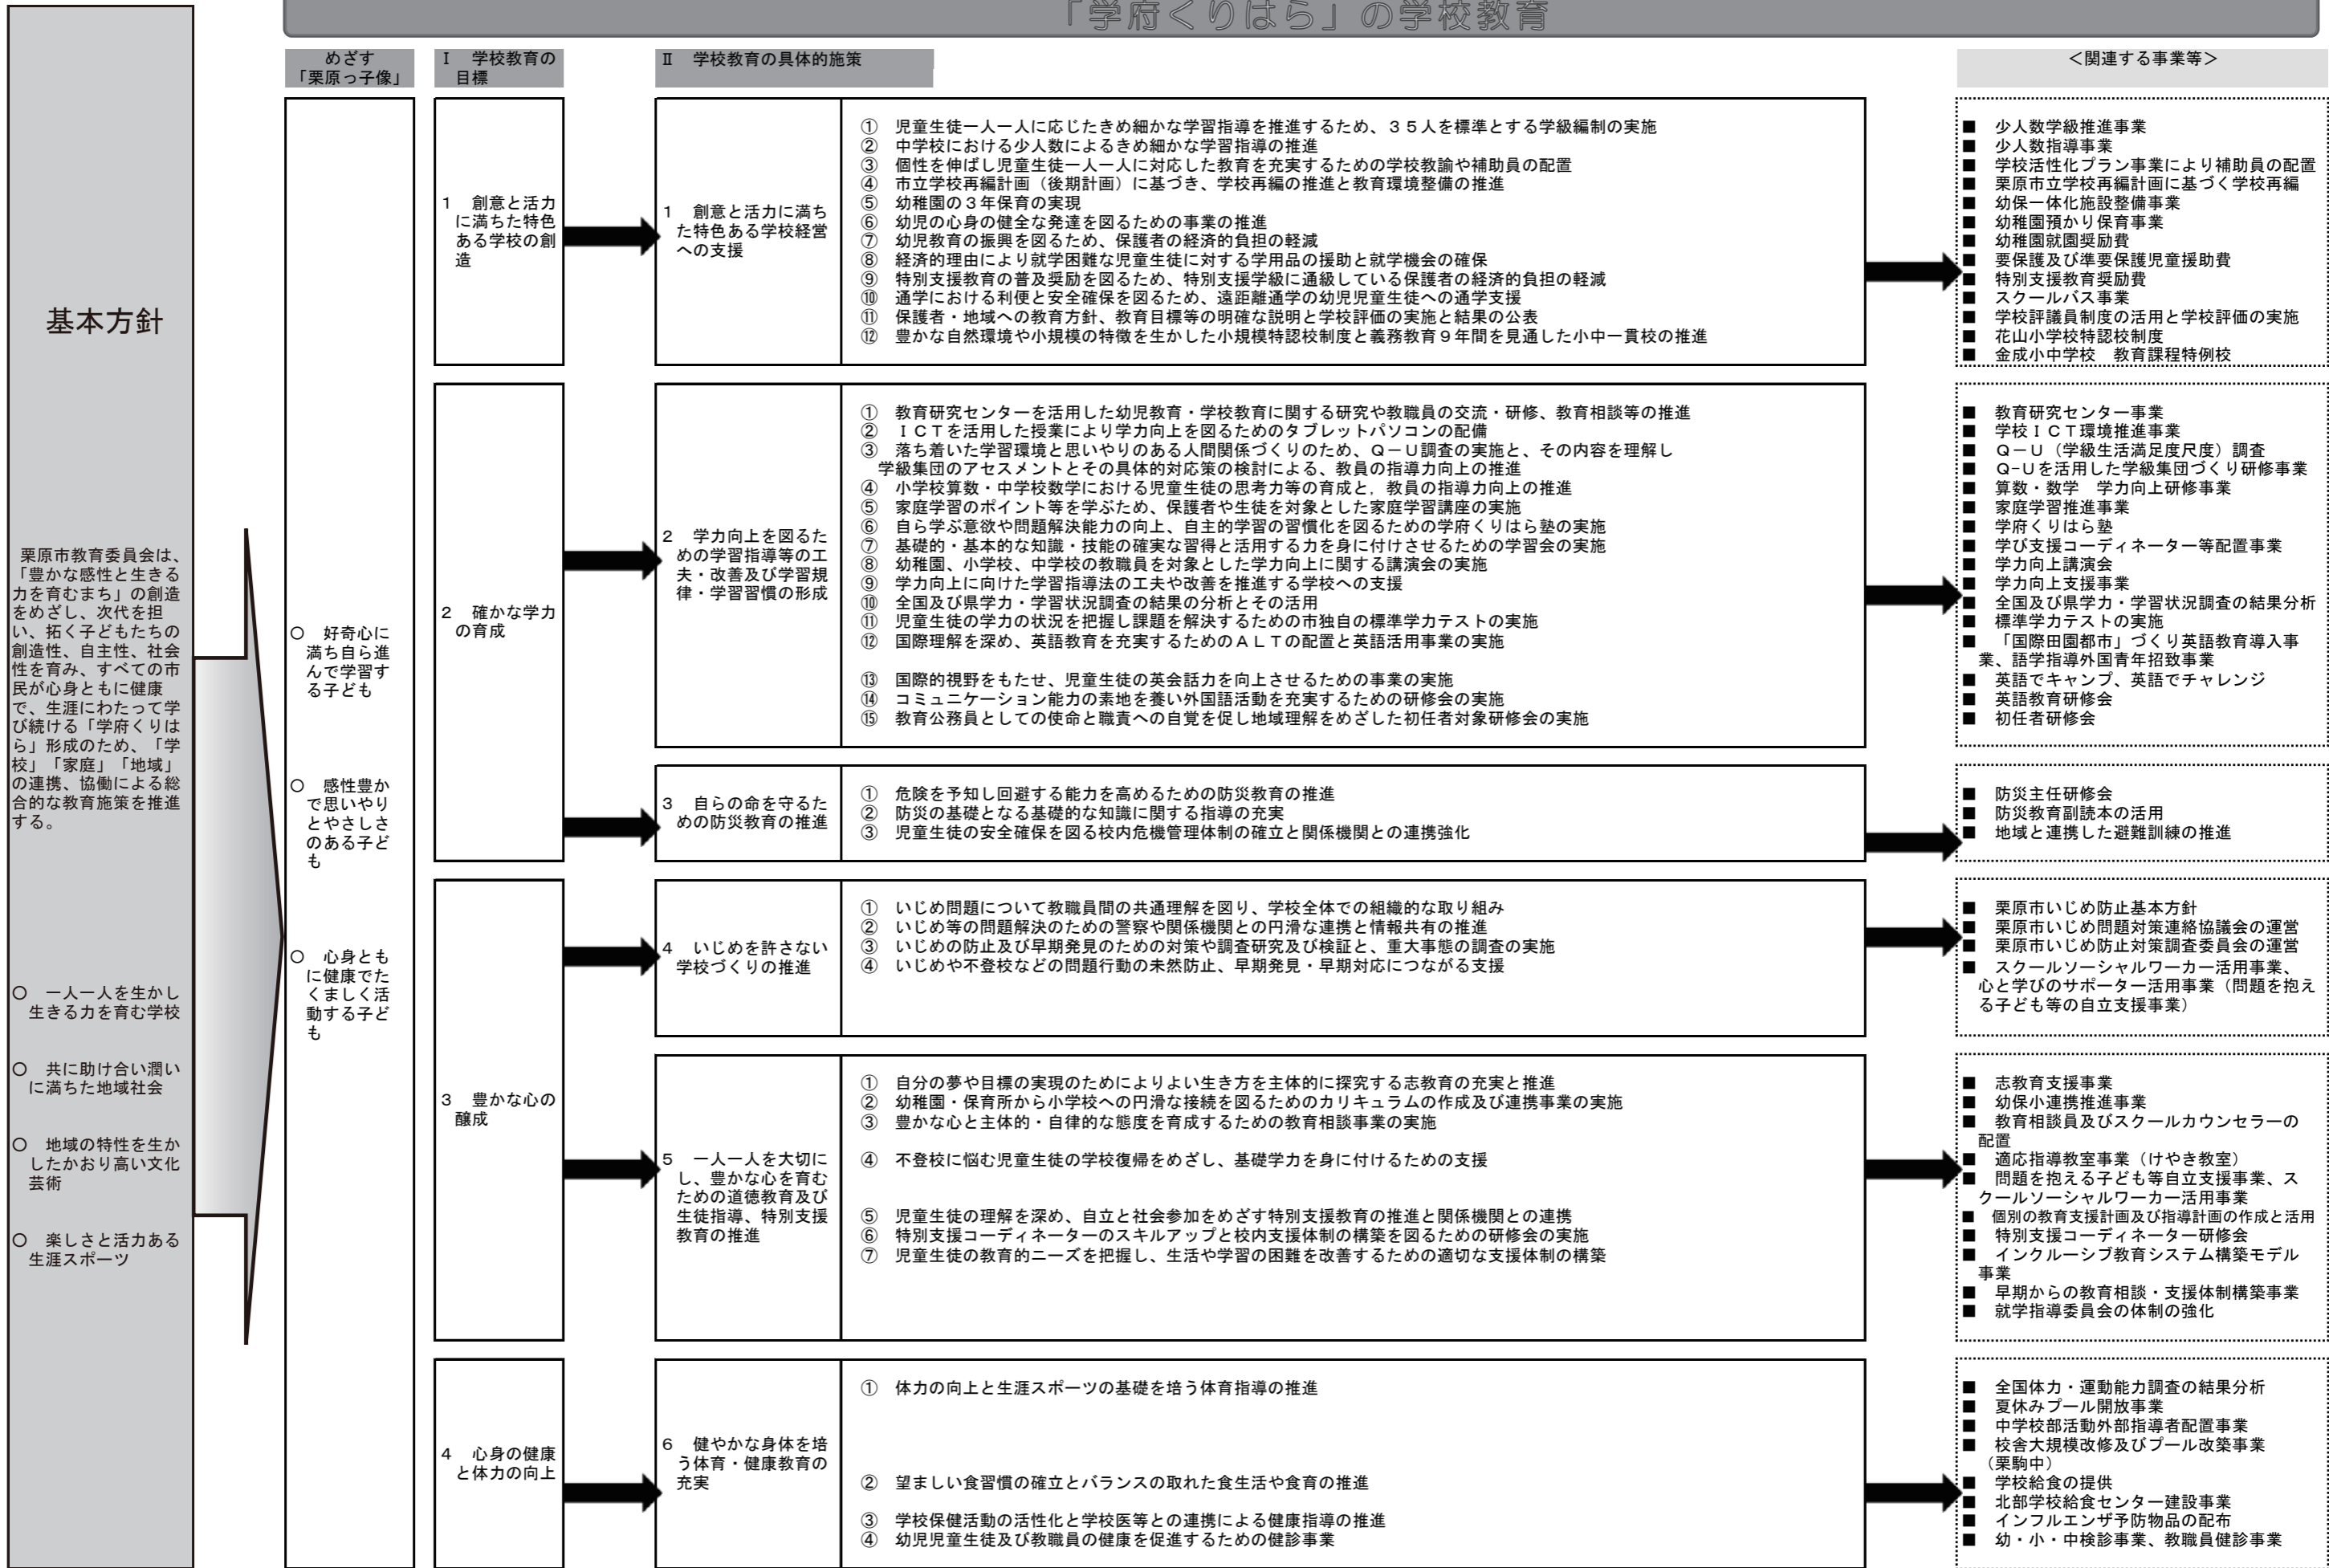 「学府くりはら」の学校教育
基本方針
栗原市教育委員会は、
「豊かな感性と生きる
力を育むまち」の創造
をめざし、次代を担
い、拓く子どもたちの
創造性、自主性、社会
性を育み、すべての市
民が心身ともに健康
で、生涯にわたって学
び続ける「学府くりは
ら」形成のため、「学
校」「家庭」「地域」
の連携、協働による総
合的な教育施策を推進
する。
○　一人一人を生かし
生きる力を育む学校
○　共に助け合い潤い
に満ちた地域社会
○　地域の特性を生か
したかおり高い文化
芸術
○　楽しさと活力ある
生涯スポーツ
めざす
「栗原っ子像」
○　好奇心に
満ち自ら進
んで学習す
る子ども
○　感性豊か
で思いやり
とやさしさ
のある子ど
も
○　心身とも
に健康でた
くましく活
動する子ど
も
Ⅰ　学校教育の
目標
1　創意と活力
に満ちた特色
ある学校の創
造
2　確かな学力
の育成
3　豊かな心の
醸成
4　心身の健康
と体力の向上
Ⅱ　学校教育の具体的施策
1　創意と活力に満ち
た特色ある学校経営
への支援
①　児童生徒一人一人に応じたきめ細かな学習指導を推進するため、３５人を標準とする学級編制の実施
②　中学校における少人数によるきめ細かな学習指導の推進
③　個性を伸ばし児童生徒一人一人に対応した教育を充実するための学校教諭や補助員の配置
④　市立学校再編計画（後期計画）に基づき、学校再編の推進と教育環境整備の推進
⑤　幼稚園の３年保育の実現
⑥　幼児の心身の健全な発達を図るための事業の推進
⑦　幼児教育の振興を図るため、保護者の経済的負担の軽減
⑧　経済的理由により就学困難な児童生徒に対する学用品の援助と就学機会の確保
⑨　特別支援教育の普及奨励を図るため、特別支援学級に通級している保護者の経済的負担の軽減
⑩　通学における利便と安全確保を図るため、遠距離通学の幼児児童生徒への通学支援
⑪　保護者・地域への教育方針、教育目標等の明確な説明と学校評価の実施と結果の公表
⑫　豊かな自然環境や小規模の特徴を生かした小規模特認校制度と義務教育９年間を見通した小中一貫校の推進
2　学力向上を図るた
めの学習指導等の工
夫・改善及び学習規
律・学習習慣の形成
①　教育研究センターを活用した幼児教育・学校教育に関する研究や教職員の交流・研修、教育相談等の推進
②　ＩＣＴを活用した授業により学力向上を図るためのタブレットパソコンの配備
③　落ち着いた学習環境と思いやりのある人間関係づくりのため、Ｑ－Ｕ調査の実施と、その内容を理解し
学級集団のアセスメントとその具体的対応策の検討による、教員の指導力向上の推進
④　小学校算数・中学校数学における児童生徒の思考力等の育成と，教員の指導力向上の推進
⑤　家庭学習のポイント等を学ぶため、保護者や生徒を対象とした家庭学習講座の実施
⑥　自ら学ぶ意欲や問題解決能力の向上、自主的学習の習慣化を図るための学府くりはら塾の実施
⑦　基礎的・基本的な知識・技能の確実な習得と活用する力を身に付けさせるための学習会の実施
⑧　幼稚園、小学校、中学校の教職員を対象とした学力向上に関する講演会の実施
⑨　学力向上に向けた学習指導法の工夫や改善を推進する学校への支援
⑩　全国及び県学力・学習状況調査の結果の分析とその活用
⑪　児童生徒の学力の状況を把握し課題を解決するための市独自の標準学力テストの実施
⑫　国際理解を深め、英語教育を充実するためのＡＬＴの配置と英語活用事業の実施
⑬　国際的視野をもたせ、児童生徒の英会話力を向上させるための事業の実施
⑭　コミュニケーション能力の素地を養い外国語活動を充実するための研修会の実施
⑮　教育公務員としての使命と職責への自覚を促し地域理解をめざした初任者対象研修会の実施
3　自らの命を守るた
めの防災教育の推進
①　危険を予知し回避する能力を高めるための防災教育の推進
②　防災の基礎となる基礎的な知識に関する指導の充実
③　児童生徒の安全確保を図る校内危機管理体制の確立と関係機関との連携強化
4　いじめを許さない
学校づくりの推進
①　いじめ問題について教職員間の共通理解を図り、学校全体での組織的な取り組み
②　いじめ等の問題解決のための警察や関係機関との円滑な連携と情報共有の推進
③　いじめの防止及び早期発見のための対策や調査研究及び検証と、重大事態の調査の実施
④　いじめや不登校などの問題行動の未然防止、早期発見・早期対応につながる支援
5　一人一人を大切に
し、豊かな心を育む
ための道徳教育及び
生徒指導、特別支援
教育の推進
①　自分の夢や目標の実現のためによりよい生き方を主体的に探究する志教育の充実と推進
②　幼稚園・保育所から小学校への円滑な接続を図るためのカリキュラムの作成及び連携事業の実施
③　豊かな心と主体的・自律的な態度を育成するための教育相談事業の実施
④　不登校に悩む児童生徒の学校復帰をめざし、基礎学力を身に付けるための支援
⑤　児童生徒の理解を深め、自立と社会参加をめざす特別支援教育の推進と関係機関との連携
⑥　特別支援コーディネーターのスキルアップと校内支援体制の構築を図るための研修会の実施
⑦　児童生徒の教育的ニーズを把握し、生活や学習の困難を改善するための適切な支援体制の構築
6　健やかな身体を培
う体育・健康教育の
充実
①　体力の向上と生涯スポーツの基礎を培う体育指導の推進
②　望ましい食習慣の確立とバランスの取れた食生活や食育の推進
③　学校保健活動の活性化と学校医等との連携による健康指導の推進
④　幼児児童生徒及び教職員の健康を促進するための健診事業
＜関連する事業等＞
■　少人数学級推進事業
■　少人数指導事業
■　学校活性化プラン事業により補助員の配置
■　栗原市立学校再編計画に基づく学校再編
■　幼保一体化施設整備事業
■　幼稚園預かり保育事業
■　幼稚園就園奨励費
■　要保護及び準要保護児童援助費
■　特別支援教育奨励費
■　スクールバス事業
■　学校評議員制度の活用と学校評価の実施
■　花山小学校特認校制度
■　金成小中学校　教育課程特例校
■　教育研究センター事業
■　学校ＩＣＴ環境推進事業
■　Ｑ－Ｕ（学級生活満足度尺度）調査
■　Ｑ-Ｕを活用した学級集団づくり研修事業
■　算数・数学　学力向上研修事業
■　家庭学習推進事業
■　学府くりはら塾
■　学び支援コーディネーター等配置事業
■　学力向上講演会
■　学力向上支援事業
■　全国及び県学力・学習状況調査の結果分析
■　標準学力テストの実施
■　「国際田園都市」づくり英語教育導入事
業、語学指導外国青年招致事業
■　英語でキャンプ、英語でチャレンジ
■　英語教育研修会
■　初任者研修会
■　防災主任研修会
■　防災教育副読本の活用
■　地域と連携した避難訓練の推進
■　栗原市いじめ防止基本方針
■　栗原市いじめ問題対策連絡協議会の運営
■　栗原市いじめ防止対策調査委員会の運営
■　スクールソーシャルワーカー活用事業、
心と学びのサポーター活用事業（問題を抱え
る子ども等の自立支援事業）
■　志教育支援事業
■　幼保小連携推進事業
■　教育相談員及びスクールカウンセラーの
配置
■　適応指導教室事業（けやき教室）
■　問題を抱える子ども等自立支援事業、ス
クールソーシャルワーカー活用事業
■　個別の教育支援計画及び指導計画の作成と活用
■　特別支援コーディネーター研修会
■　インクルーシブ教育システム構築モデル
事業
■　早期からの教育相談・支援体制構築事業
■　就学指導委員会の体制の強化
■　全国体力・運動能力調査の結果分析
■　夏休みプール開放事業
■　中学校部活動外部指導者配置事業
■　校舎大規模改修及びプール改築事業
（栗駒中）
■　学校給食の提供
■　北部学校給食センター建設事業
■　インフルエンザ予防物品の配布
■　幼・小・中検診事業、教職員健診事業